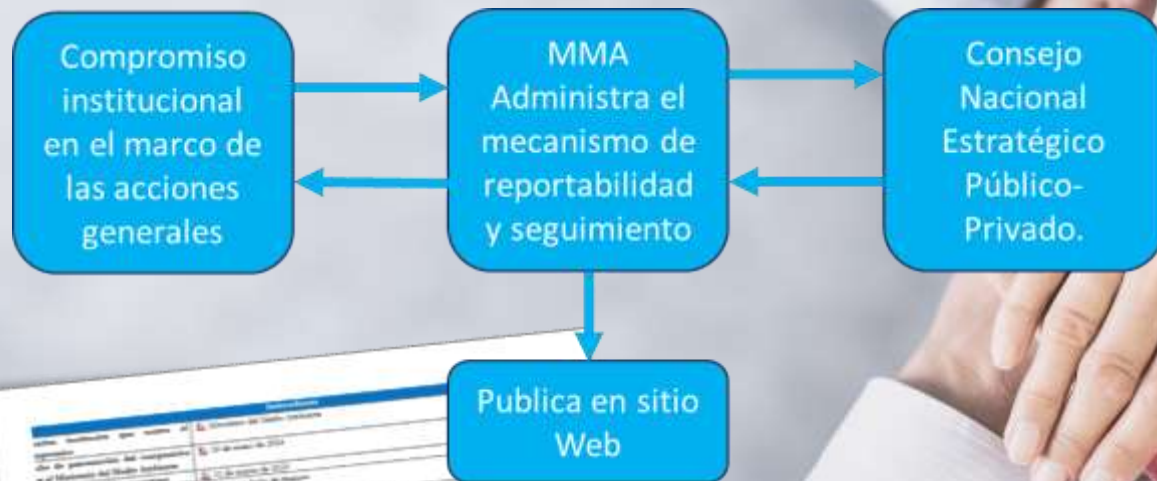 Compromiso
institucional
en el marco de
las acciones
generales
MMA
Administra el
mecanismo de
reportabilidad
y seguimiento
Consejo
Nacional
Estratégico
Público-
Privado.
Publica en sitio
Web